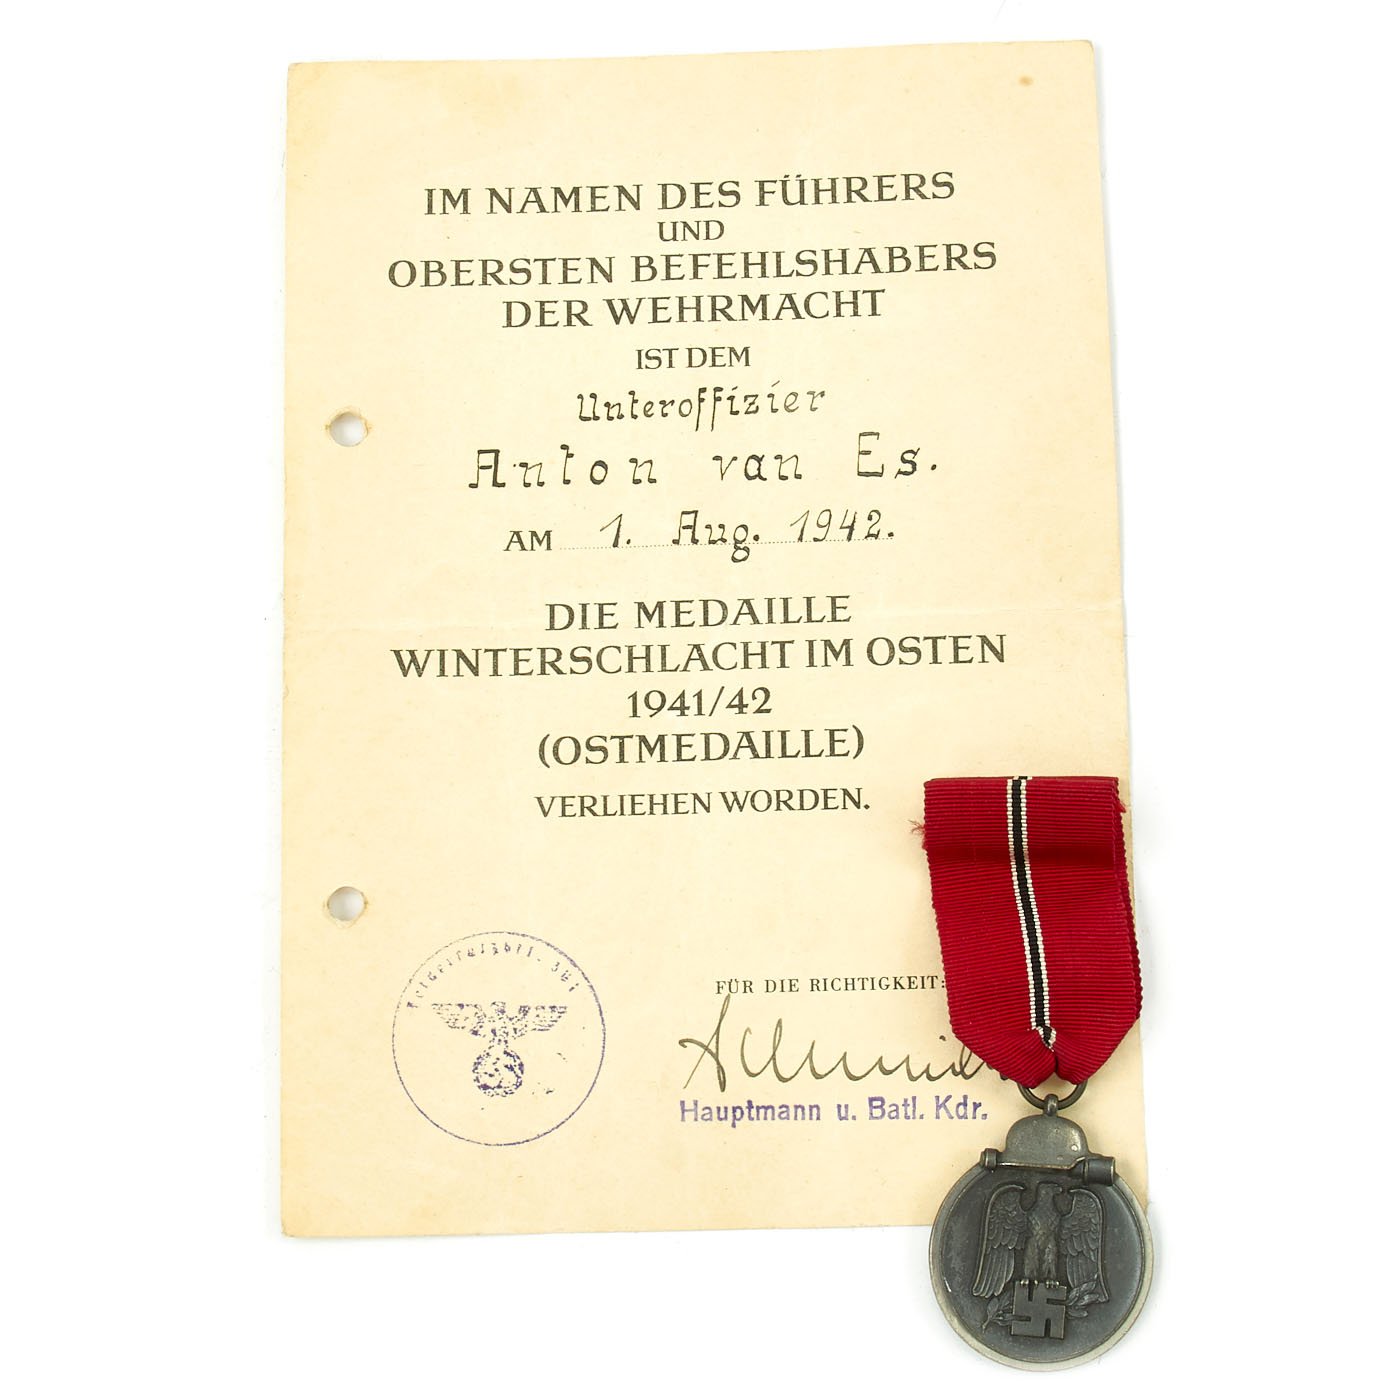 IM NAMEN DES FÜHRERS
UND
OBERSTEN BEFEHLSHABERS
DER WEHRMACHT
IST DEM
Unteroffizier
Anton van Es.
AM 1. Aug. 1942.
DIE MEDAILLE
WINTERSCHLACHT IM OSTEN
1941/42
(OSTMEDAILLE)
VERLIEHEN WORDEN.
FÜR DIE RICHTIGKEIT:
Hauptmann u. Batl. Kdr.